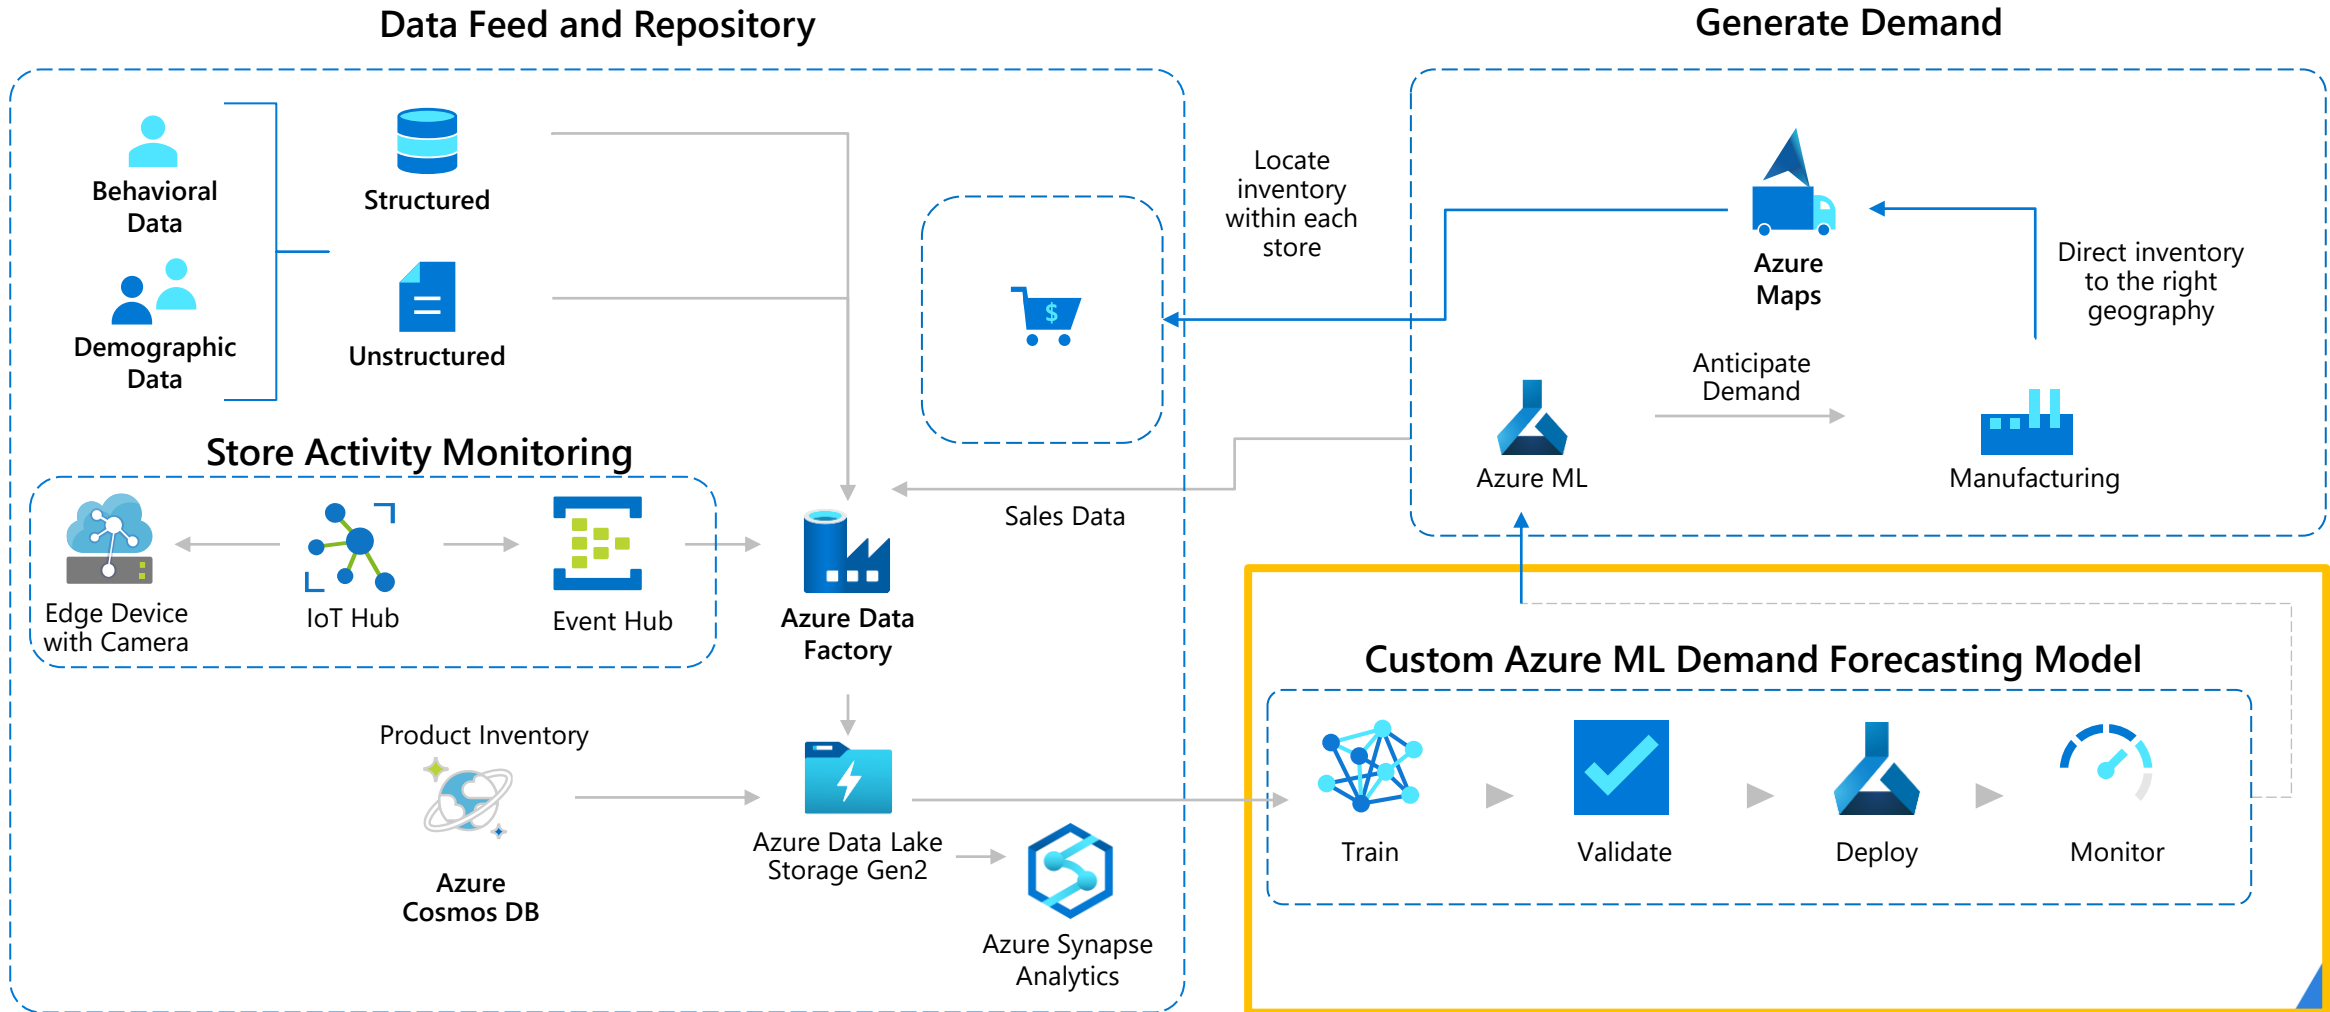 Data Feed and Repository
Generate Demand
Behavioral
Data
Structured
Demographic
Data
Unstructured
Locate
inventory
within each
store
$
Azure
Maps
Direct inventory
to the right
geography
Anticipate
Demand
Azure ML
Manufacturing
Sales Data
Store Activity Monitoring
Edge Device
with Camera
IoT Hub
Event Hub
Azure Data
Factory
Product Inventory
Azure
Cosmos DB
Azure Data Lake
Storage Gen2
Azure Synapse
Analytics
Custom Azure ML Demand Forecasting Model
Train
Validate
Deploy
Monitor